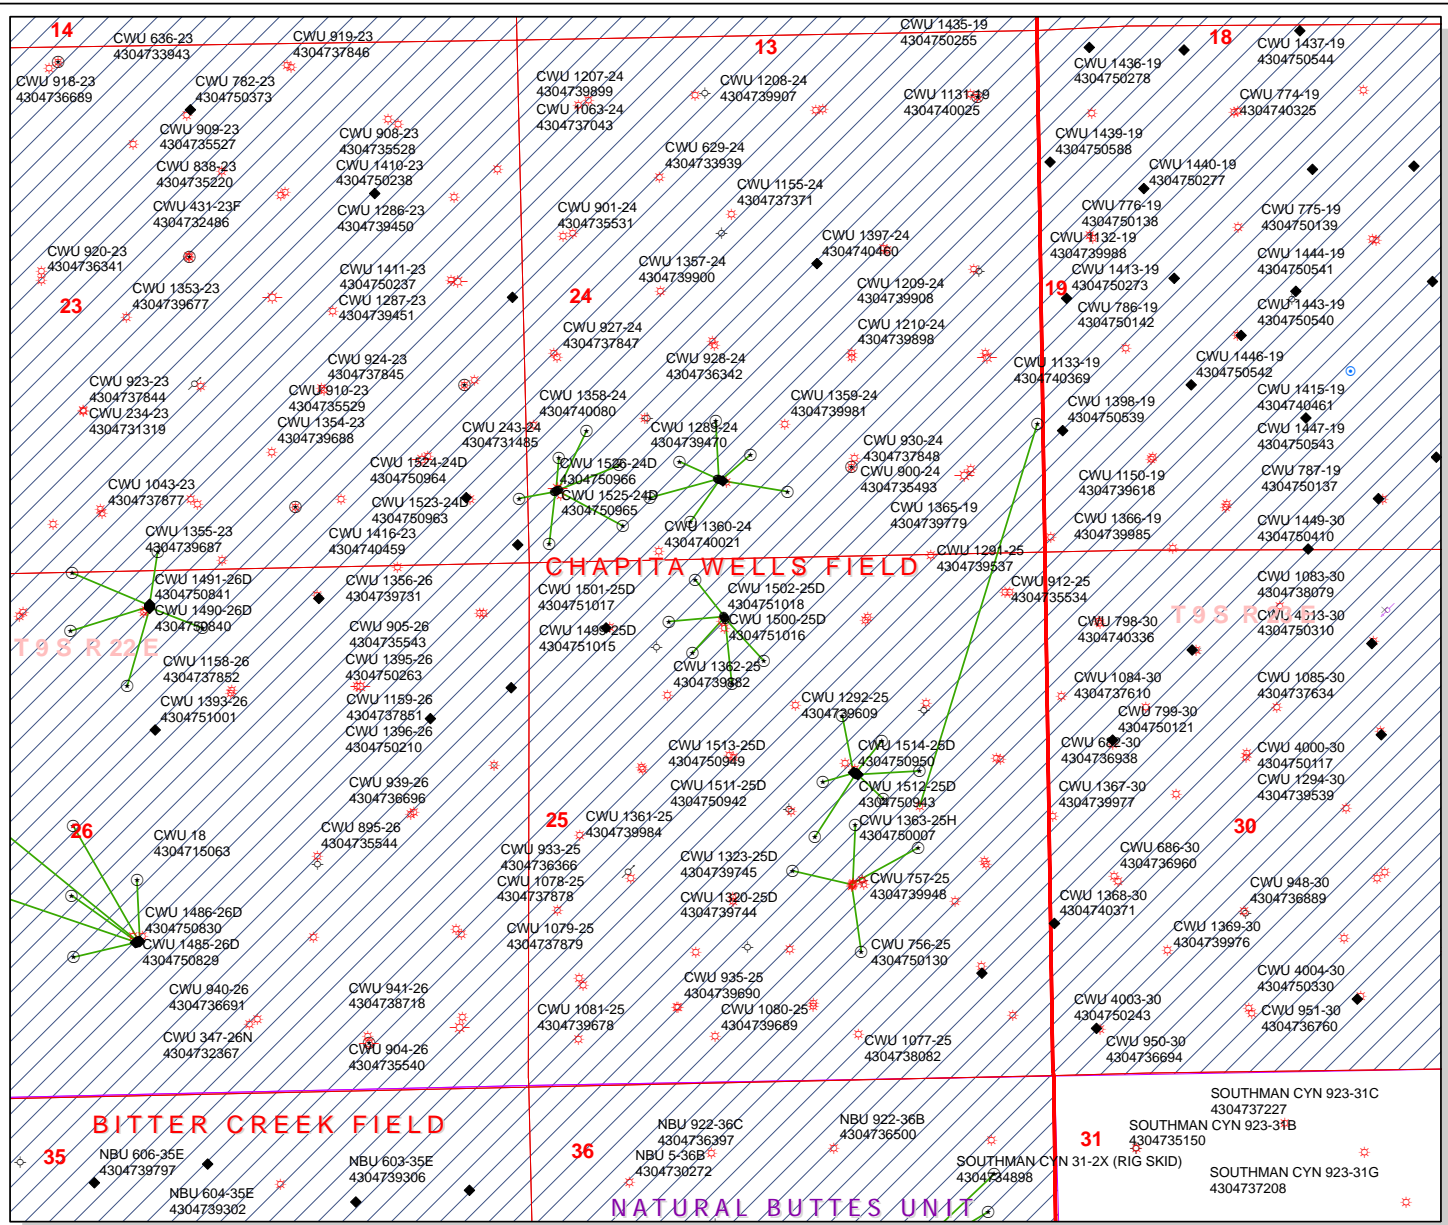 14
CWU 636-23
4304733943
CWU 919-23
4304737846
CWU 918-23
4304736689
CWU 782-23
4304750373
CWU 909-23
4304735527
CWU 908-23
4304735528
CWU 838-23
4304735220
CWU 1410-23
4304750238
CWU 431-23F
4304732486
CWU 1286-23
4304739450
CWU 920-23
4304736341
CWU 1353-23
4304739677
CWU 1411-23
4304750237
CWU 1287-23
4304739451
23
CWU 924-23
4304737845
CWU 923-23
4304737844
CWU 910-23
4304735529
CWU 234-23
4304731319
CWU 1354-23
4304739688
CWU 1524-24D
4304750964
CWU 1043-23
4304737877
CWU 1523-24D
4304750963
CWU 1355-23
4304739687
CWU 1416-23
4304740459
13
CWU 1435-19
4304750255
CWU 1207-24
4304739899
CWU 1063-24
4304737043
CWU 1208-24
4304739907
CWU 1131-19
4304740025
CWU 629-24
4304733939
CWU 1155-24
4304737371
CWU 901-24
4304735531
CWU 1397-24
4304740460
CWU 1357-24
4304739900
CWU 1209-24
4304739908
24
CWU 1210-24
4304739898
CWU 927-24
4304737847
CWU 928-24
4304736342
CWU 1358-24
4304740080
CWU 1359-24
4304739981
CWU 243-24
4304731485
CWU 1289-24
4304739470
CWU 930-24
4304737848
CWU 900-24
4304735493
CWU 1526-24D
4304750966
CWU 1525-24D
4304750965
CWU 1365-19
4304739779
CWU 1360-24
4304740021
18
CWU 1437-19
4304750544
CWU 1436-19
4304750278
CWU 774-19
4304740325
CWU 1439-19
4304750588
CWU 1440-19
4304750277
CWU 776-19
4304750138
CWU 775-19
4304750139
CWU 1132-19
4304739988
CWU 1444-19
4304750541
CWU 1413-19
4304750273
19
CWU 786-19
4304750142
CWU 1443-19
4304750540
CWU 1133-19
4304740369
CWU 1446-19
4304750542
CWU 1398-19
4304750539
CWU 1415-19
4304740461
CWU 1447-19
4304750543
CWU 1150-19
4304739618
CWU 787-19
4304750137
CWU 1366-19
4304739985
CWU 1449-30
4304750410
CHAPITA WELLS FIELD
CWU 1291-25
4304739537
CWU 1491-26D
4304750841
CWU 1490-26D
4304750840
CWU 1356-26
4304739731
T 9 S R 22 E
CWU 905-26
4304735543
CWU 1158-26
4304737852
CWU 1395-26
4304750263
CWU 1393-26
4304751001
CWU 1159-26
4304737851
CWU 1396-26
4304750210
CWU 939-26
4304736696
26
CWU 18
4304715063
CWU 895-26
4304735544
CWU 1486-26D
4304750830
CWU 1485-26D
4304750829
CWU 940-26
4304736691
CWU 941-26
4304738718
CWU 347-26N
4304732367
CWU 904-26
4304735540
CWU 1501-25D
4304751017
CWU 1502-25D
4304751018
CWU 1499-25D
4304751015
CWU 1500-25D
4304751016
CWU 912-25
4304735534
CWU 1362-25
4304739882
CWU 1292-25
4304739609
CWU 1513-25D
4304750949
CWU 1514-25D
4304750950
CWU 1511-25D
4304750942
CWU 1512-25D
4304750943
25
CWU 1361-25
4304739984
CWU 1363-25H
4304750007
CWU 933-25
4304736366
CWU 1323-25D
4304739745
CWU 1078-25
4304737878
CWU 757-25
4304739948
CWU 1320-25D
4304739744
CWU 1079-25
4304737879
CWU 756-25
4304750130
CWU 935-25
4304739690
CWU 1081-25
4304739678
CWU 1080-25
4304739689
CWU 1077-25
4304738082
CWU 1083-30
4304738079
T 9 S R 23 E
CWU 798-30
4304740336
CWU 4013-30
4304750310
CWU 1084-30
4304737610
CWU 1085-30
4304737634
CWU 799-30
4304750121
CWU 682-30
4304736938
CWU 4000-30
4304750117
CWU 1367-30
4304739977
CWU 1294-30
4304739539
30
CWU 686-30
4304736960
CWU 1368-30
4304740371
CWU 948-30
4304736889
CWU 1369-30
4304739976
CWU 4004-30
4304750330
CWU 4003-30
4304750243
CWU 951-30
4304736760
CWU 950-30
4304736694
BITTER CREEK FIELD
35
NBU 606-35E
4304739797
NBU 603-35E
4304739306
NBU 604-35E
4304739302
36
NBU 922-36C
4304736397
NBU 922-36B
4304736500
NBU 5-36B
4304730272
NATURAL BUTTES UNIT
31
SOUTHMAN CYN 923-31C
4304737227
SOUTHMAN CYN 923-31B
4304735150
SOUTHMAN CYN 31-2X (RIG SKID)
4304734898
SOUTHMAN CYN 923-31G
4304737208